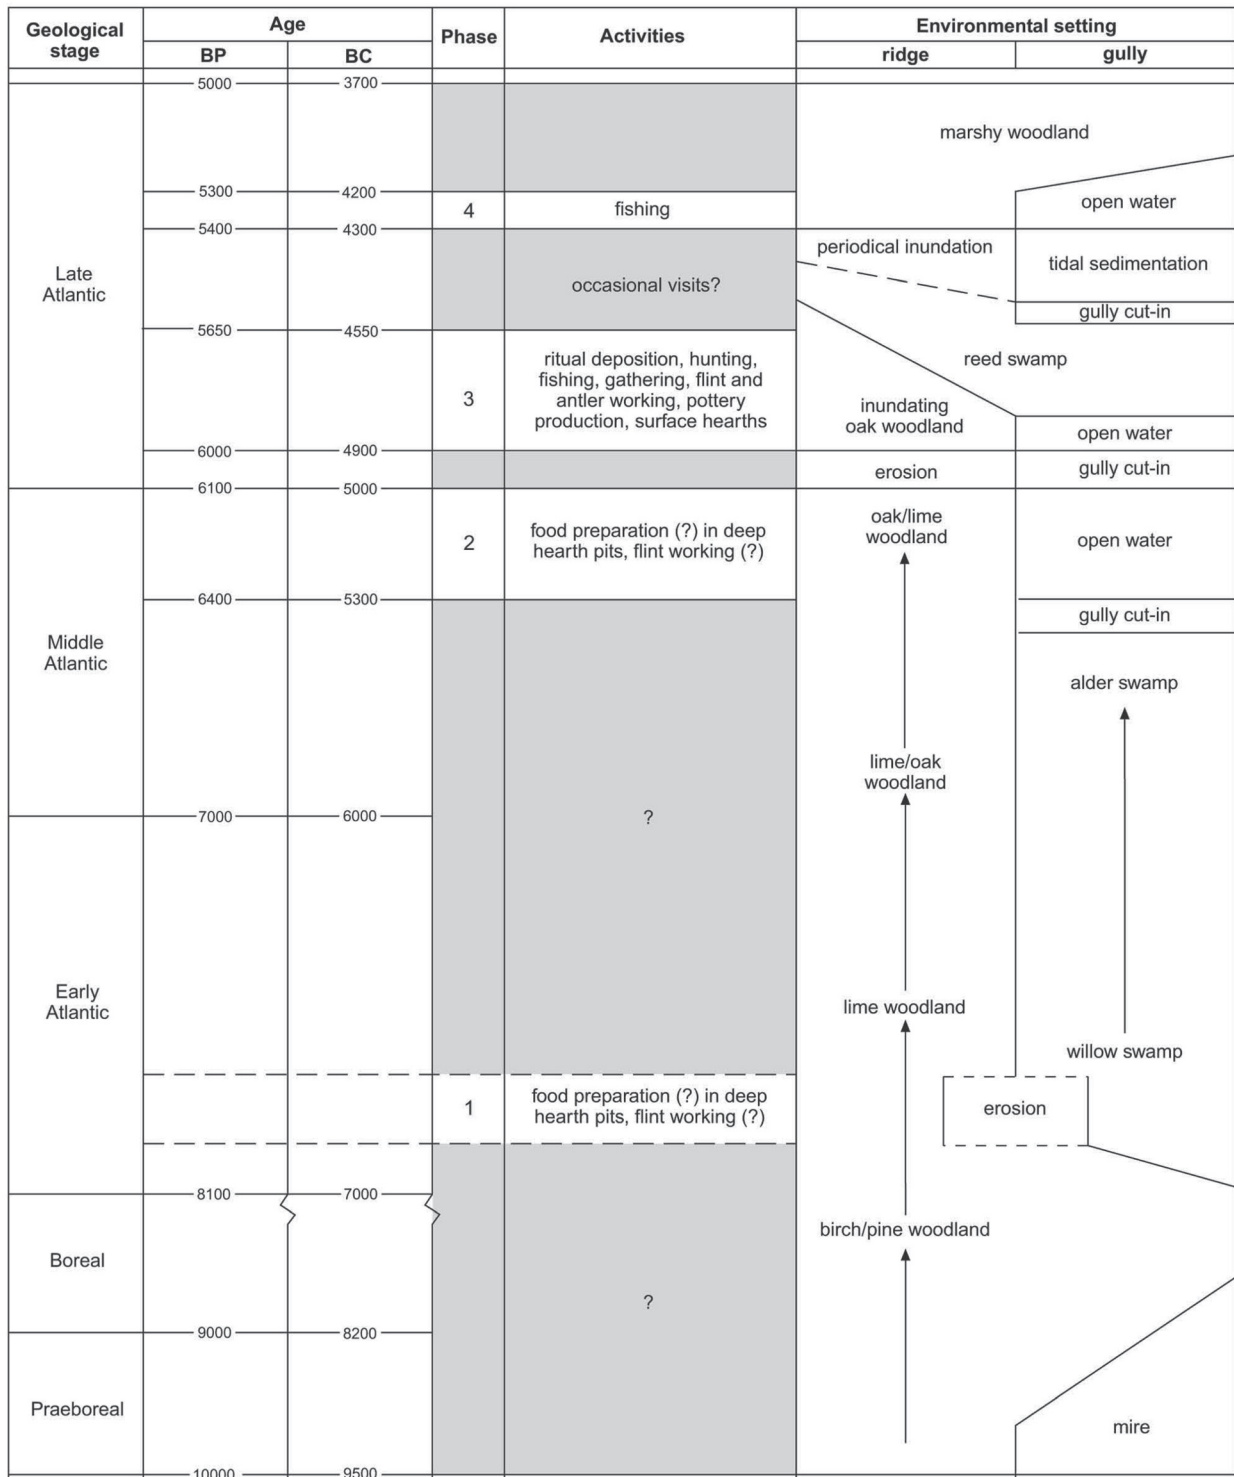 Geological
stage
Age
BP
BC
Phase
Activities
Environmental setting
ridge
gully
5000
3700
marshy woodland
5300
4200
4
fishing
open water
5400
4300
Late
Atlantic
occasional visits?
periodical inundation
tidal sedimentation
gully cut-in
5650
4550
3
ritual deposition, hunting,
fishing, gathering, flint and
antler working, pottery
production, surface hearths
reed swamp
inundating
oak woodland
open water
6000
4900
erosion
gully cut-in
6100
5000
2
food preparation (?) in deep
hearth pits, flint working (?)
oak/lime
woodland
open water
6400
5300
gully cut-in
Middle
Atlantic
alder swamp
lime/oak
woodland
7000
6000
?
Early
Atlantic
lime woodland
willow swamp
1
food preparation (?) in deep
hearth pits, flint working (?)
erosion
8100
7000
birch/pine woodland
Boreal
?
9000
8200
Praeboreal
mire
10000
9500